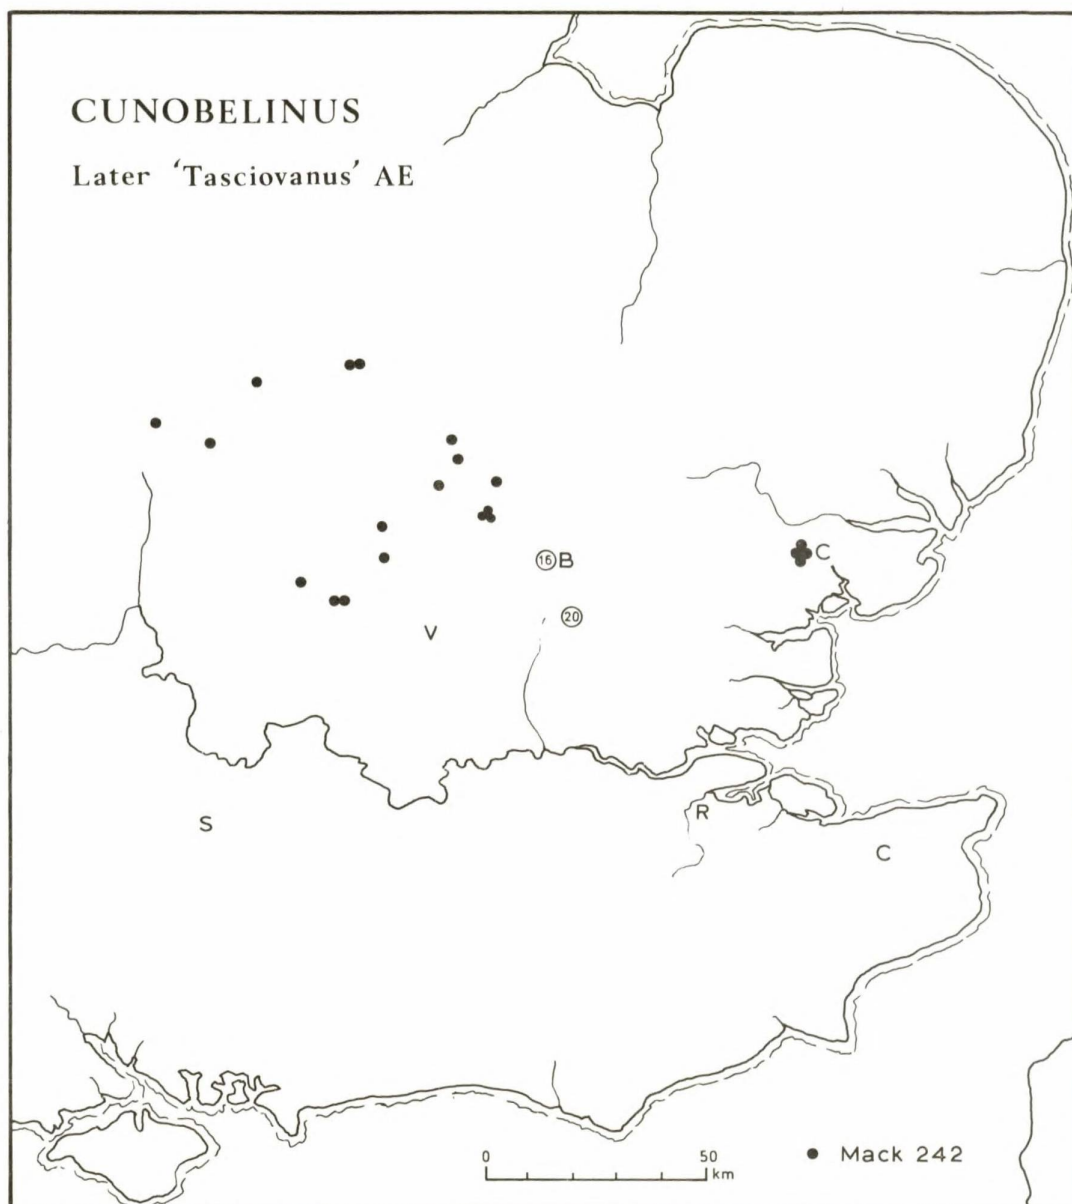 CUNOBELINUS
Later ‘Tasciovanus’ AE
C
15 B
20
V
S
R
C
0 50
km
Mack 242